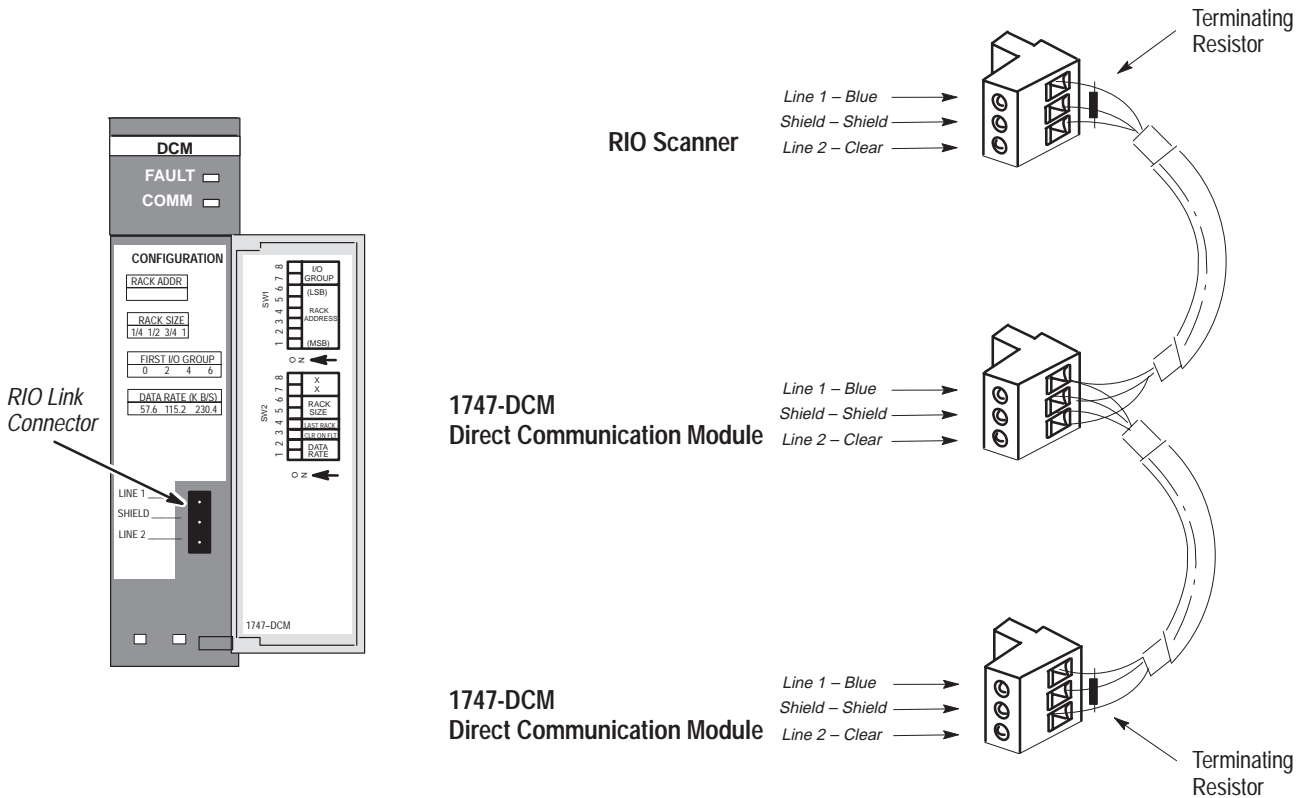 Terminating
Resistor
Line 1 – Blue
Shield – Shield
Line 2 – Clear
RIO Scanner
DCM
FAULT
COMM
CONFIGURATION
RACK ADDR
RACK SIZE
1/4 1/2 3/4 1
FIRST I/O GROUP
0 2 4 6
DATA RATE (K B/S)
57.6 115.2 230.4
RIO Link
Connector
LINE 1
SHIELD
LINE 2
SW1
1 2 3 4 5 6 7 8
I/O
GROUP
(LSB)
RACK
ADDRESS
(MSB)
ON
SW2
1 2 3 4 5 6 7 8
X
X
RACK
SIZE
LAST RACK
CLR ON FLT
DATA
RATE
ON
1747–DCM
1747-DCM
Direct Communication Module
Line 1 – Blue
Shield – Shield
Line 2 – Clear
1747-DCM
Direct Communication Module
Line 1 – Blue
Shield – Shield
Line 2 – Clear
Terminating
Resistor